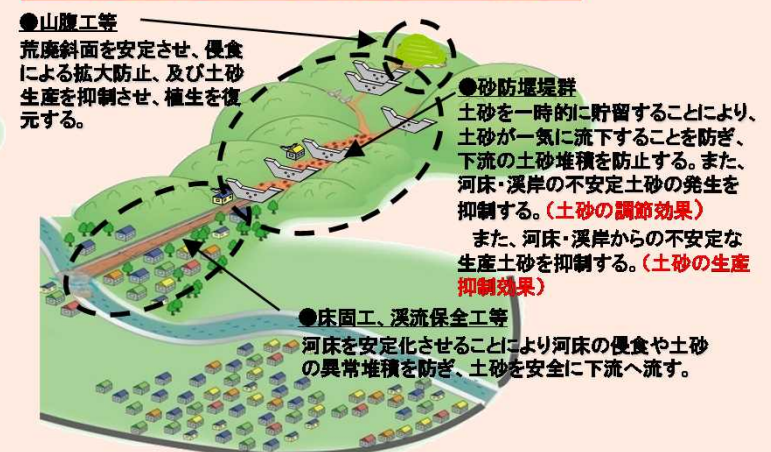 ●山腹工等
荒廃斜面を安定させ、侵食
による拡大防止、及び土砂
生産を抑制させ、植生を復
元する。
●砂防堰堤群
土砂を一時的に貯留することにより、
土砂が一気に流下することを防ぎ、
下流の土砂堆積を防止する。また、
河床・渓岸の不安定土砂の発生を
抑制する。(土砂の調節効果)
また、河床・渓岸からの不安定な
生産土砂を抑制する。(土砂の生産
抑制効果)
●床固工、渓流保全工等
河床を安定化させることにより河床の侵食や土砂
の異常堆積を防ぎ、土砂を安全に下流へ流す。